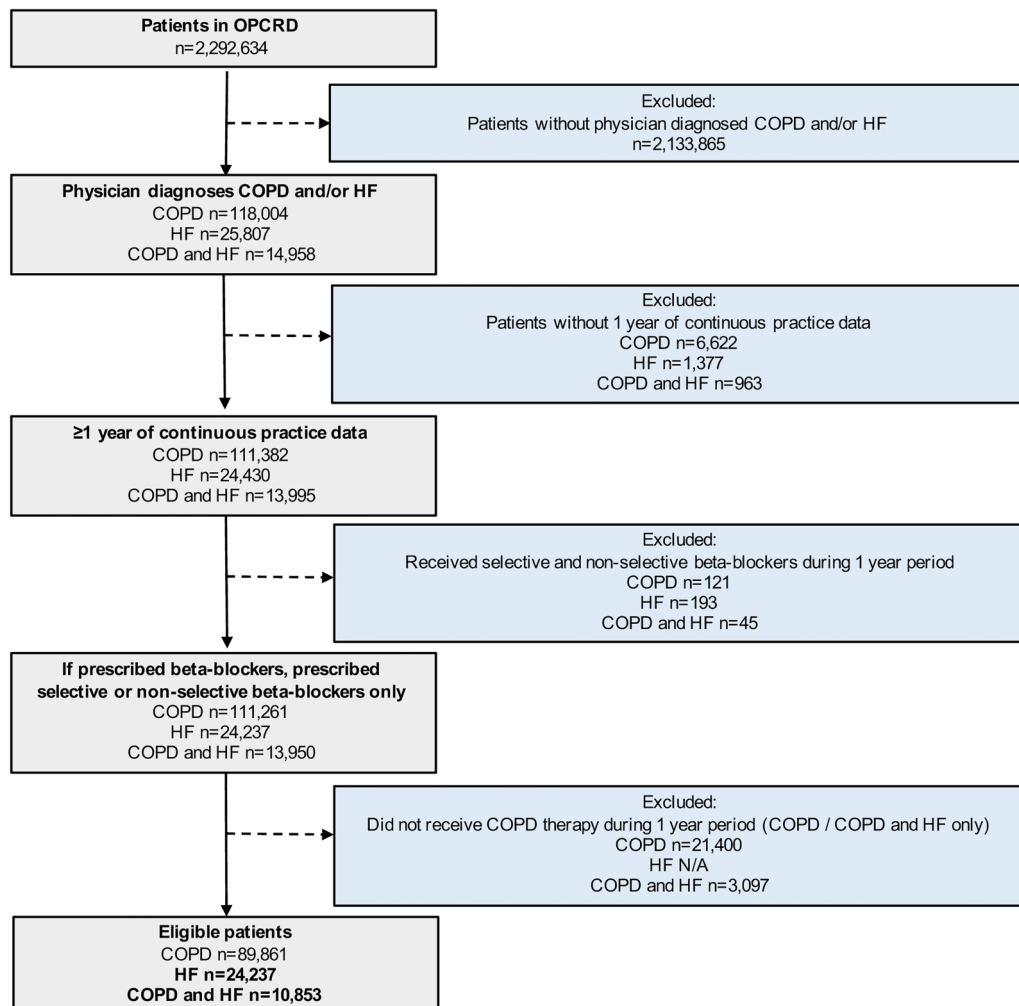 Patients in OPCRD
n=2,292,634
Excluded:
Patients without physician diagnosed COPD and/or HF
n=2,133,865
Physician diagnoses COPD and/or HF
COPD n=118,004
HF n=25,807
COPD and HF n=14,958
Excluded:
Patients without 1 year of continuous practice data
COPD n=6,622
HF n=1,377
COPD and HF n=963
≥1 year of continuous practice data
COPD n=111,382
HF n=24,430
COPD and HF n=13,995
Excluded:
Received selective and non-selective beta-blockers during 1 year period
COPD n=121
HF n=193
COPD and HF n=45
If prescribed beta-blockers, prescribed
selective or non-selective beta-blockers only
COPD n=111,261
HF n=24,237
COPD and HF n=13,950
Excluded:
Did not receive COPD therapy during 1 year period (COPD / COPD and HF only)
COPD n=21,400
HF N/A
COPD and HF n=3,097
Eligible patients
COPD n=89,861
HF n=24,237
COPD and HF n=10,853